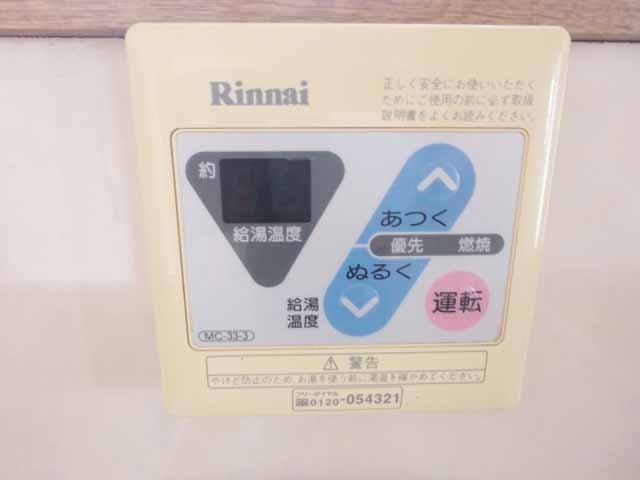 Rinnai
正しく安全にお使いいただく
ためにご使用の前に必ず取扱
説明書をよくお読みください。
約
給湯温度
あつく
優先 燃焼
ぬるく
給湯
温度
運転
MC-33-3
⚠ 警告
やけど防止のため、お湯を使う前に湯温を確かめてください。
フリーダイヤル
0120-054321